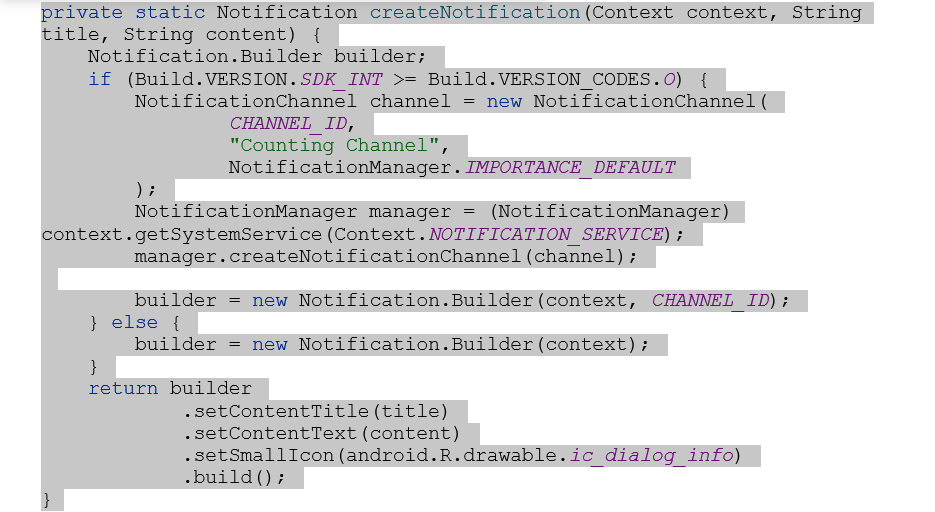 private static Notification createNotification(Context context, String
title, String content) {
    Notification.Builder builder;
    if (Build.VERSION.SDK_INT >= Build.VERSION_CODES.O) {
        NotificationChannel channel = new NotificationChannel(
                CHANNEL_ID,
                "Counting Channel",
                NotificationManager.IMPORTANCE_DEFAULT
        );
        NotificationManager manager = (NotificationManager)
context.getSystemService(Context.NOTIFICATION_SERVICE);
        manager.createNotificationChannel(channel);

        builder = new Notification.Builder(context, CHANNEL_ID);
    } else {
        builder = new Notification.Builder(context);
    }
    return builder
            .setContentTitle(title)
            .setContentText(content)
            .setSmallIcon(android.R.drawable.ic_dialog_info)
            .build();
}